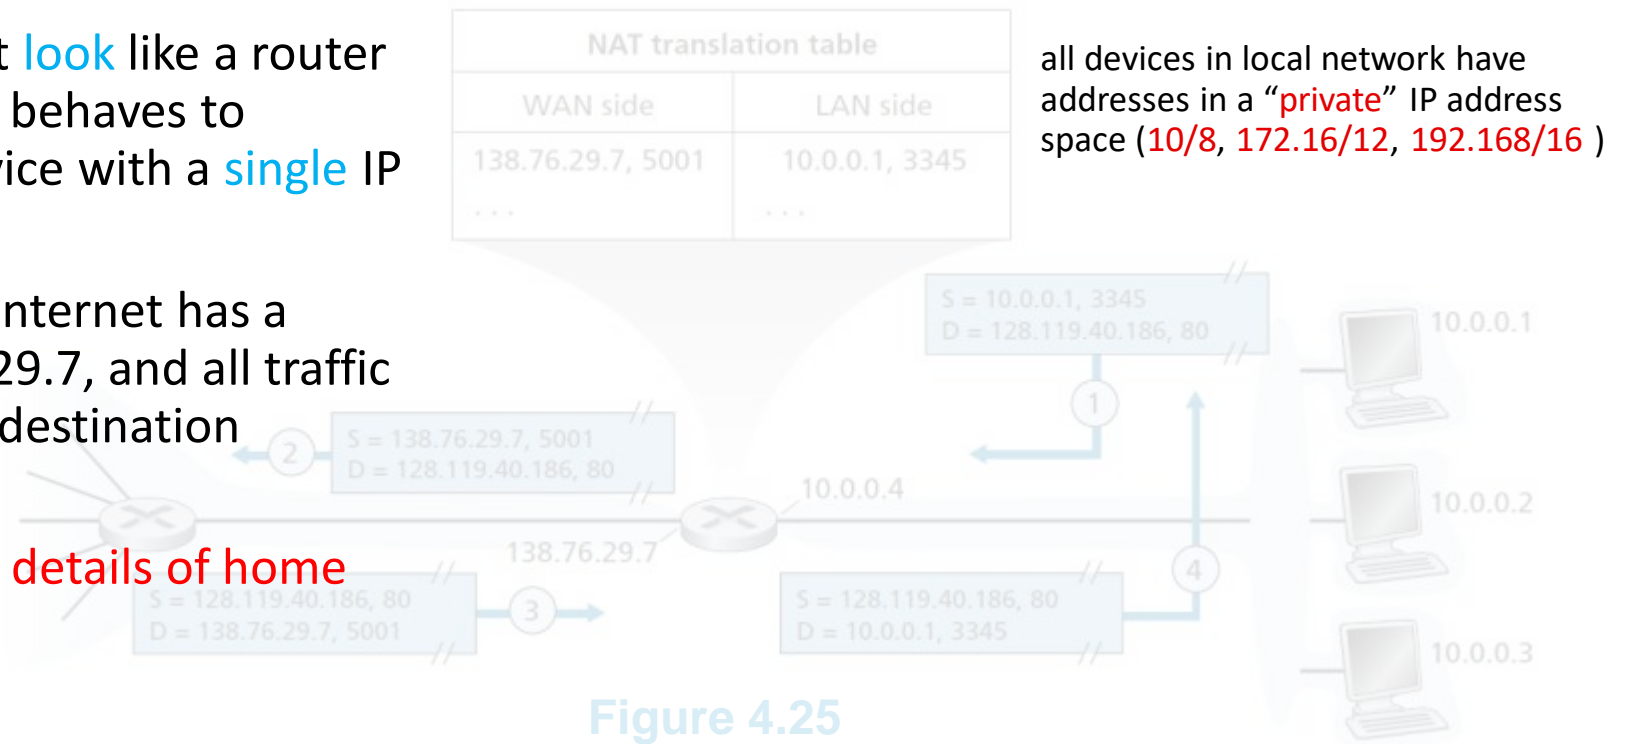 t look like a router
behaves to
vice with a single IP
nternet has a
29.7, and all traffic
destination
details of home
NAT translation table
WAN side LAN side
138.76.29.7, 5001 10.0.0.1, 3345
. . . . . .
all devices in local network have
addresses in a “private” IP address
space (10/8, 172.16/12, 192.168/16 )
S = 10.0.0.1, 3345
D = 128.119.40.186, 80
1
10.0.0.1
2
S = 138.76.29.7, 5001
D = 128.119.40.186, 80
10.0.0.4
138.76.29.7
10.0.0.2
S = 128.119.40.186, 80
D = 138.76.29.7, 5001
3
S = 128.119.40.186, 80
D = 10.0.0.1, 3345
4
10.0.0.3
Figure 4.25